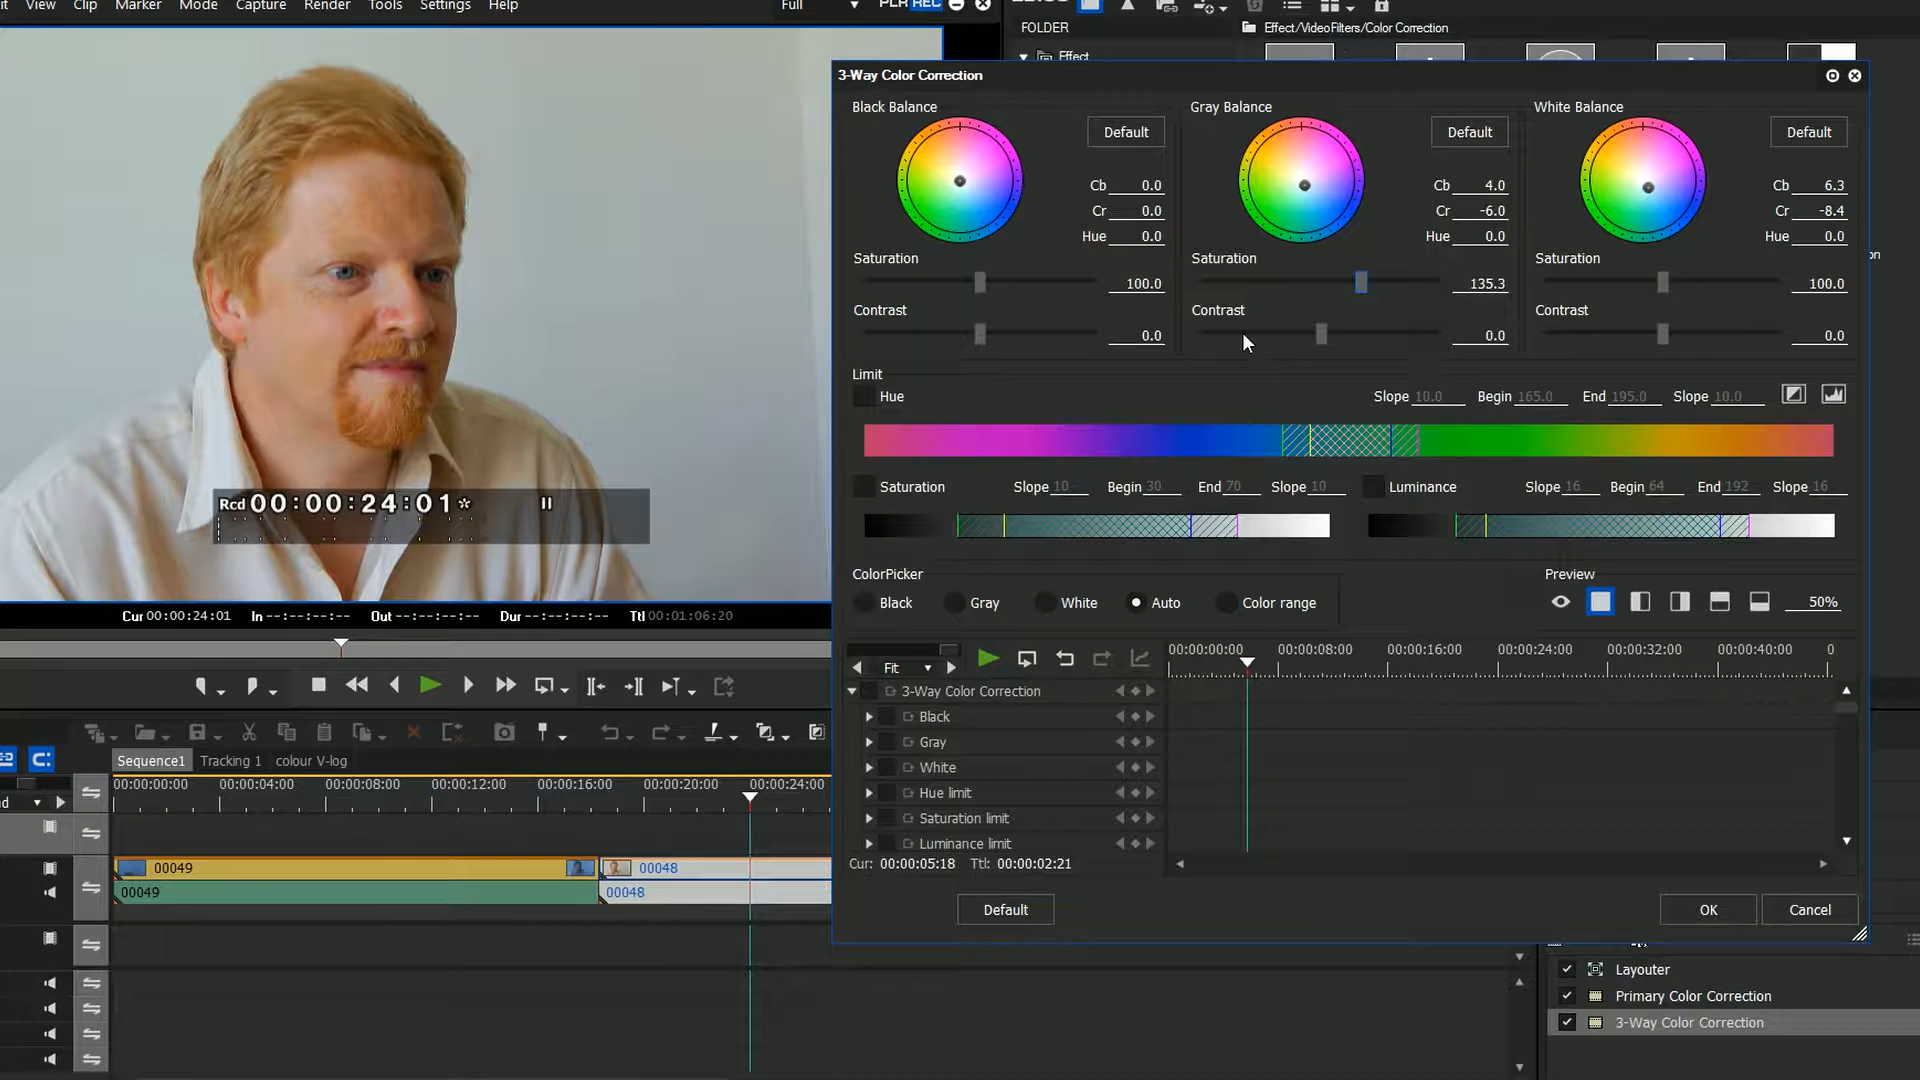 View Clip Marker Mode Capture Render Tools Settings Help
Full
PLR REC
FOLDER
Effect/VideoFilters/Color Correction
Effect
3-Way Color Correction
Black Balance
Default
Cb 0.0
Cr 0.0
Hue 0.0
Saturation
100.0
Contrast
0.0
Gray Balance
Default
Cb 4.0
Cr -6.0
Hue 0.0
Saturation
135.3
Contrast
0.0
White Balance
Default
Cb 6.3
Cr -8.4
Hue 0.0
Saturation
100.0
Contrast
0.0
Limit
Hue
Slope 10.0 Begin 165.0 End 195.0 Slope 10.0
Saturation Slope 10 Begin 30 End 70 Slope 10
Luminance Slope 16 Begin 64 End 192 Slope 16
ColorPicker
Black Gray White Auto Color range
Preview
50%
Fit
00:00:00:00 00:00:08:00 00:00:16:00 00:00:24:00 00:00:32:00 00:00:40:00 0
3-Way Color Correction
Black
Gray
White
Hue limit
Saturation limit
Luminance limit
Cur: 00:00:05:18 Ttl: 00:00:02:21
Default
OK
Cancel
Rcd 00:00:24:01* II
Cur 00:00:24:01 In --:--:--:-- Out --:--:--:-- Dur --:--:--:-- Ttl 00:01:06:20
Sequence1 Tracking 1 colour V-log
00:00:00:00 00:00:04:00 00:00:08:00 00:00:12:00 00:00:16:00 00:00:20:00 00:00:24:00
00049
00048
00049
00048
Layouter
Primary Color Correction
3-Way Color Correction